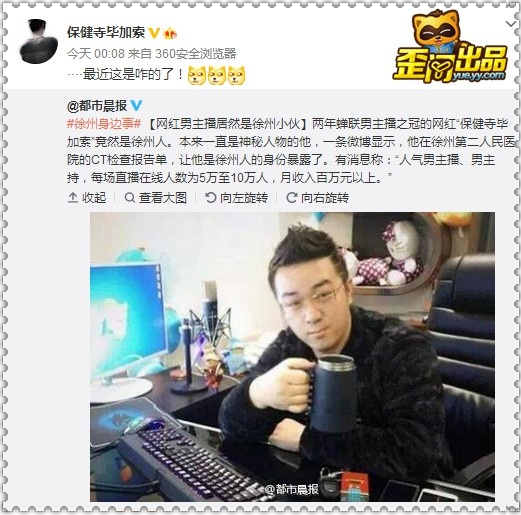 保健寺毕加索
今天 00:08 来自 360安全浏览器
····最近这是咋的了！
歪闻出品
yue.yy.com
@都市晨报
#徐州身边事#【网红男主播居然是徐州小伙】两年蝉联男主播之冠的网红“保健寺毕
加索”竟然是徐州人。本来一直是神秘人物的他，一条微博显示，他在徐州第二人民医
院的CT检查报告单，让他是徐州人的身份暴露了。有消息称：“人气男主播、男主
持，每场直播在线人数为5万至10万人，月收入百万元以上。”
收起 查看大图 向左旋转 向右旋转
@都市晨报